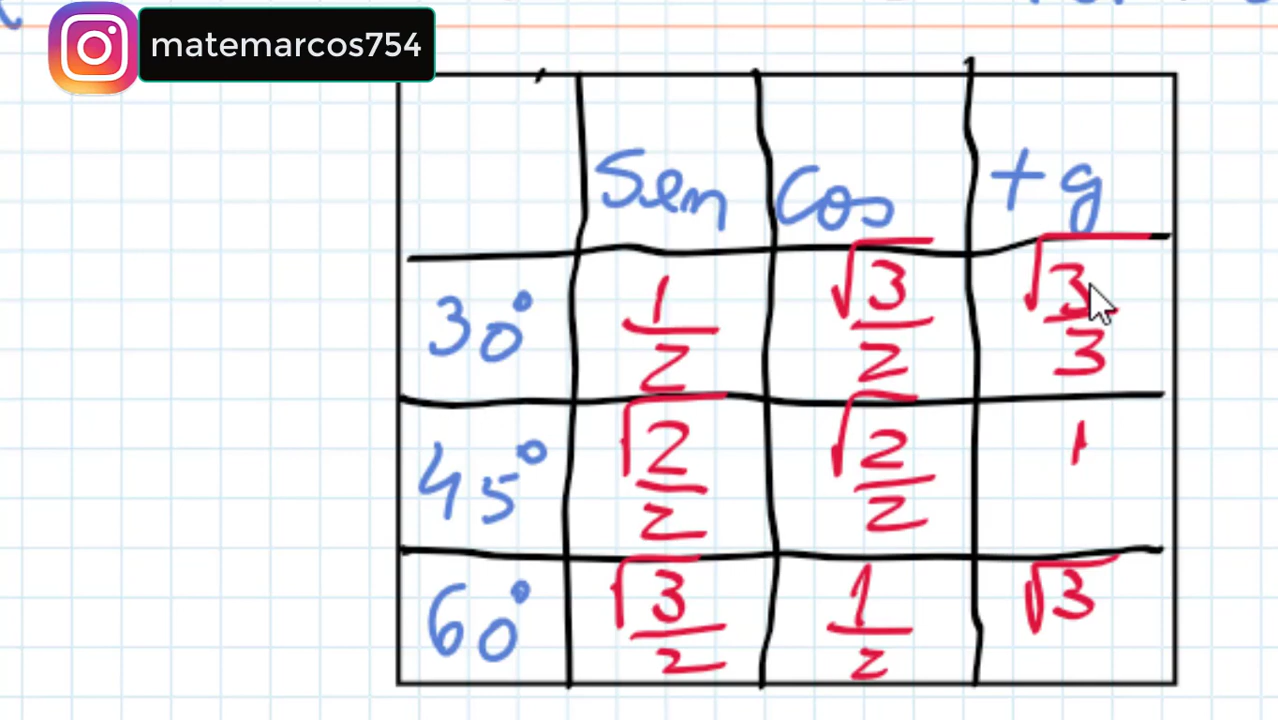 matemarcos754
Sen cos tg
30° 1/2 √3/2 √3/3
45° √2/2 √2/2 1
60° √3/2 1/2 √3